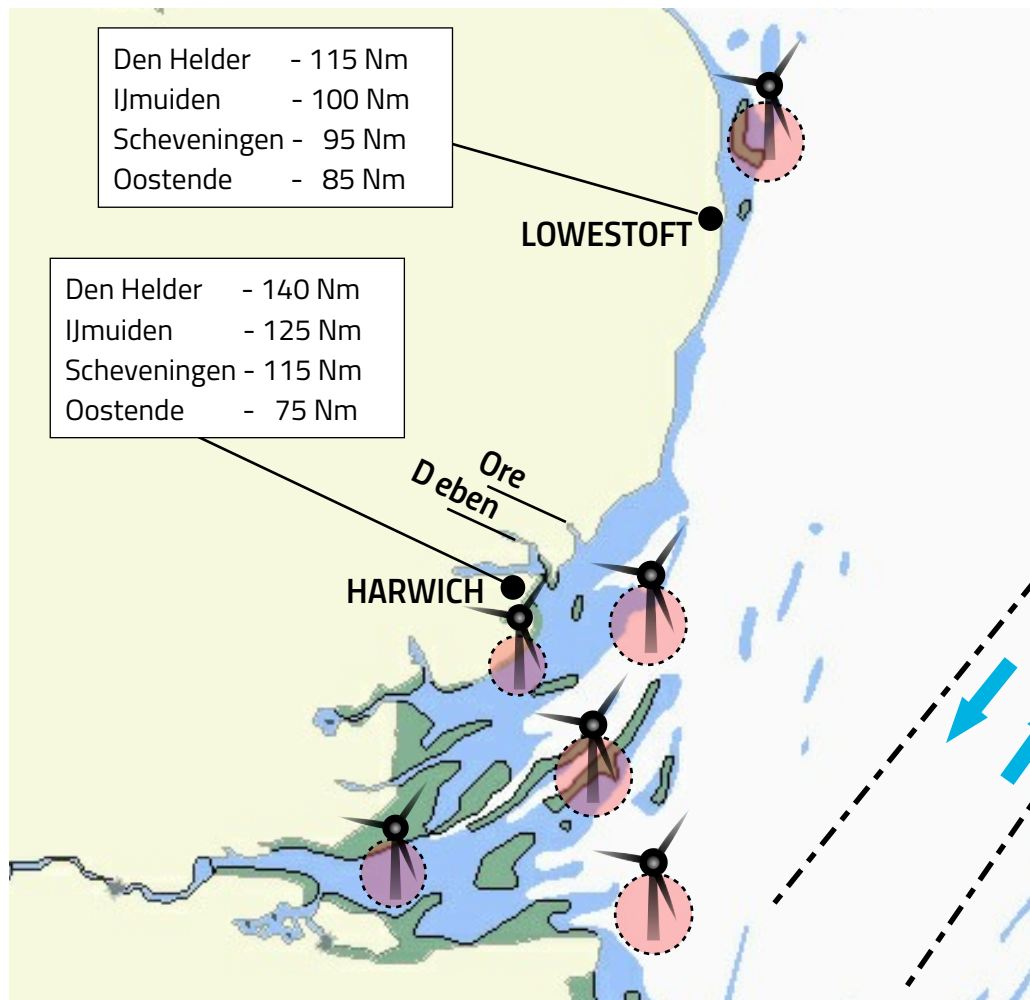 Den Helder - 115 Nm
IJmuiden - 100 Nm
Scheveningen - 95 Nm
Oostende - 85 Nm
LOWESTOFT
Den Helder - 140 Nm
IJmuiden - 125 Nm
Scheveningen - 115 Nm
Oostende - 75 Nm
Ore
Deben
HARWICH